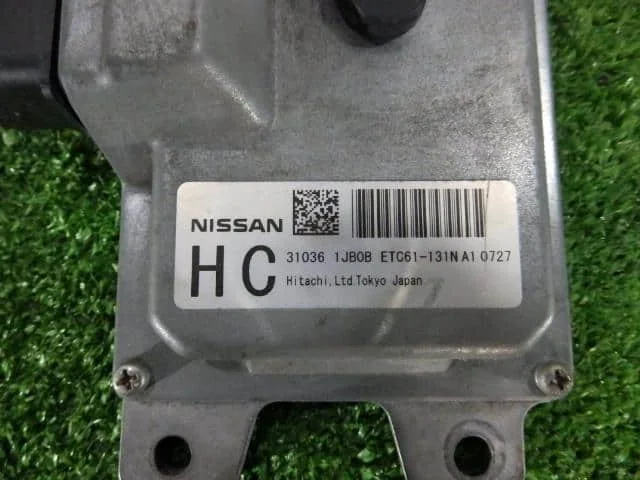 NISSAN
HC
31036 1JB0B ETC61-131N A1 0727
Hitachi,Ltd.Tokyo Japan